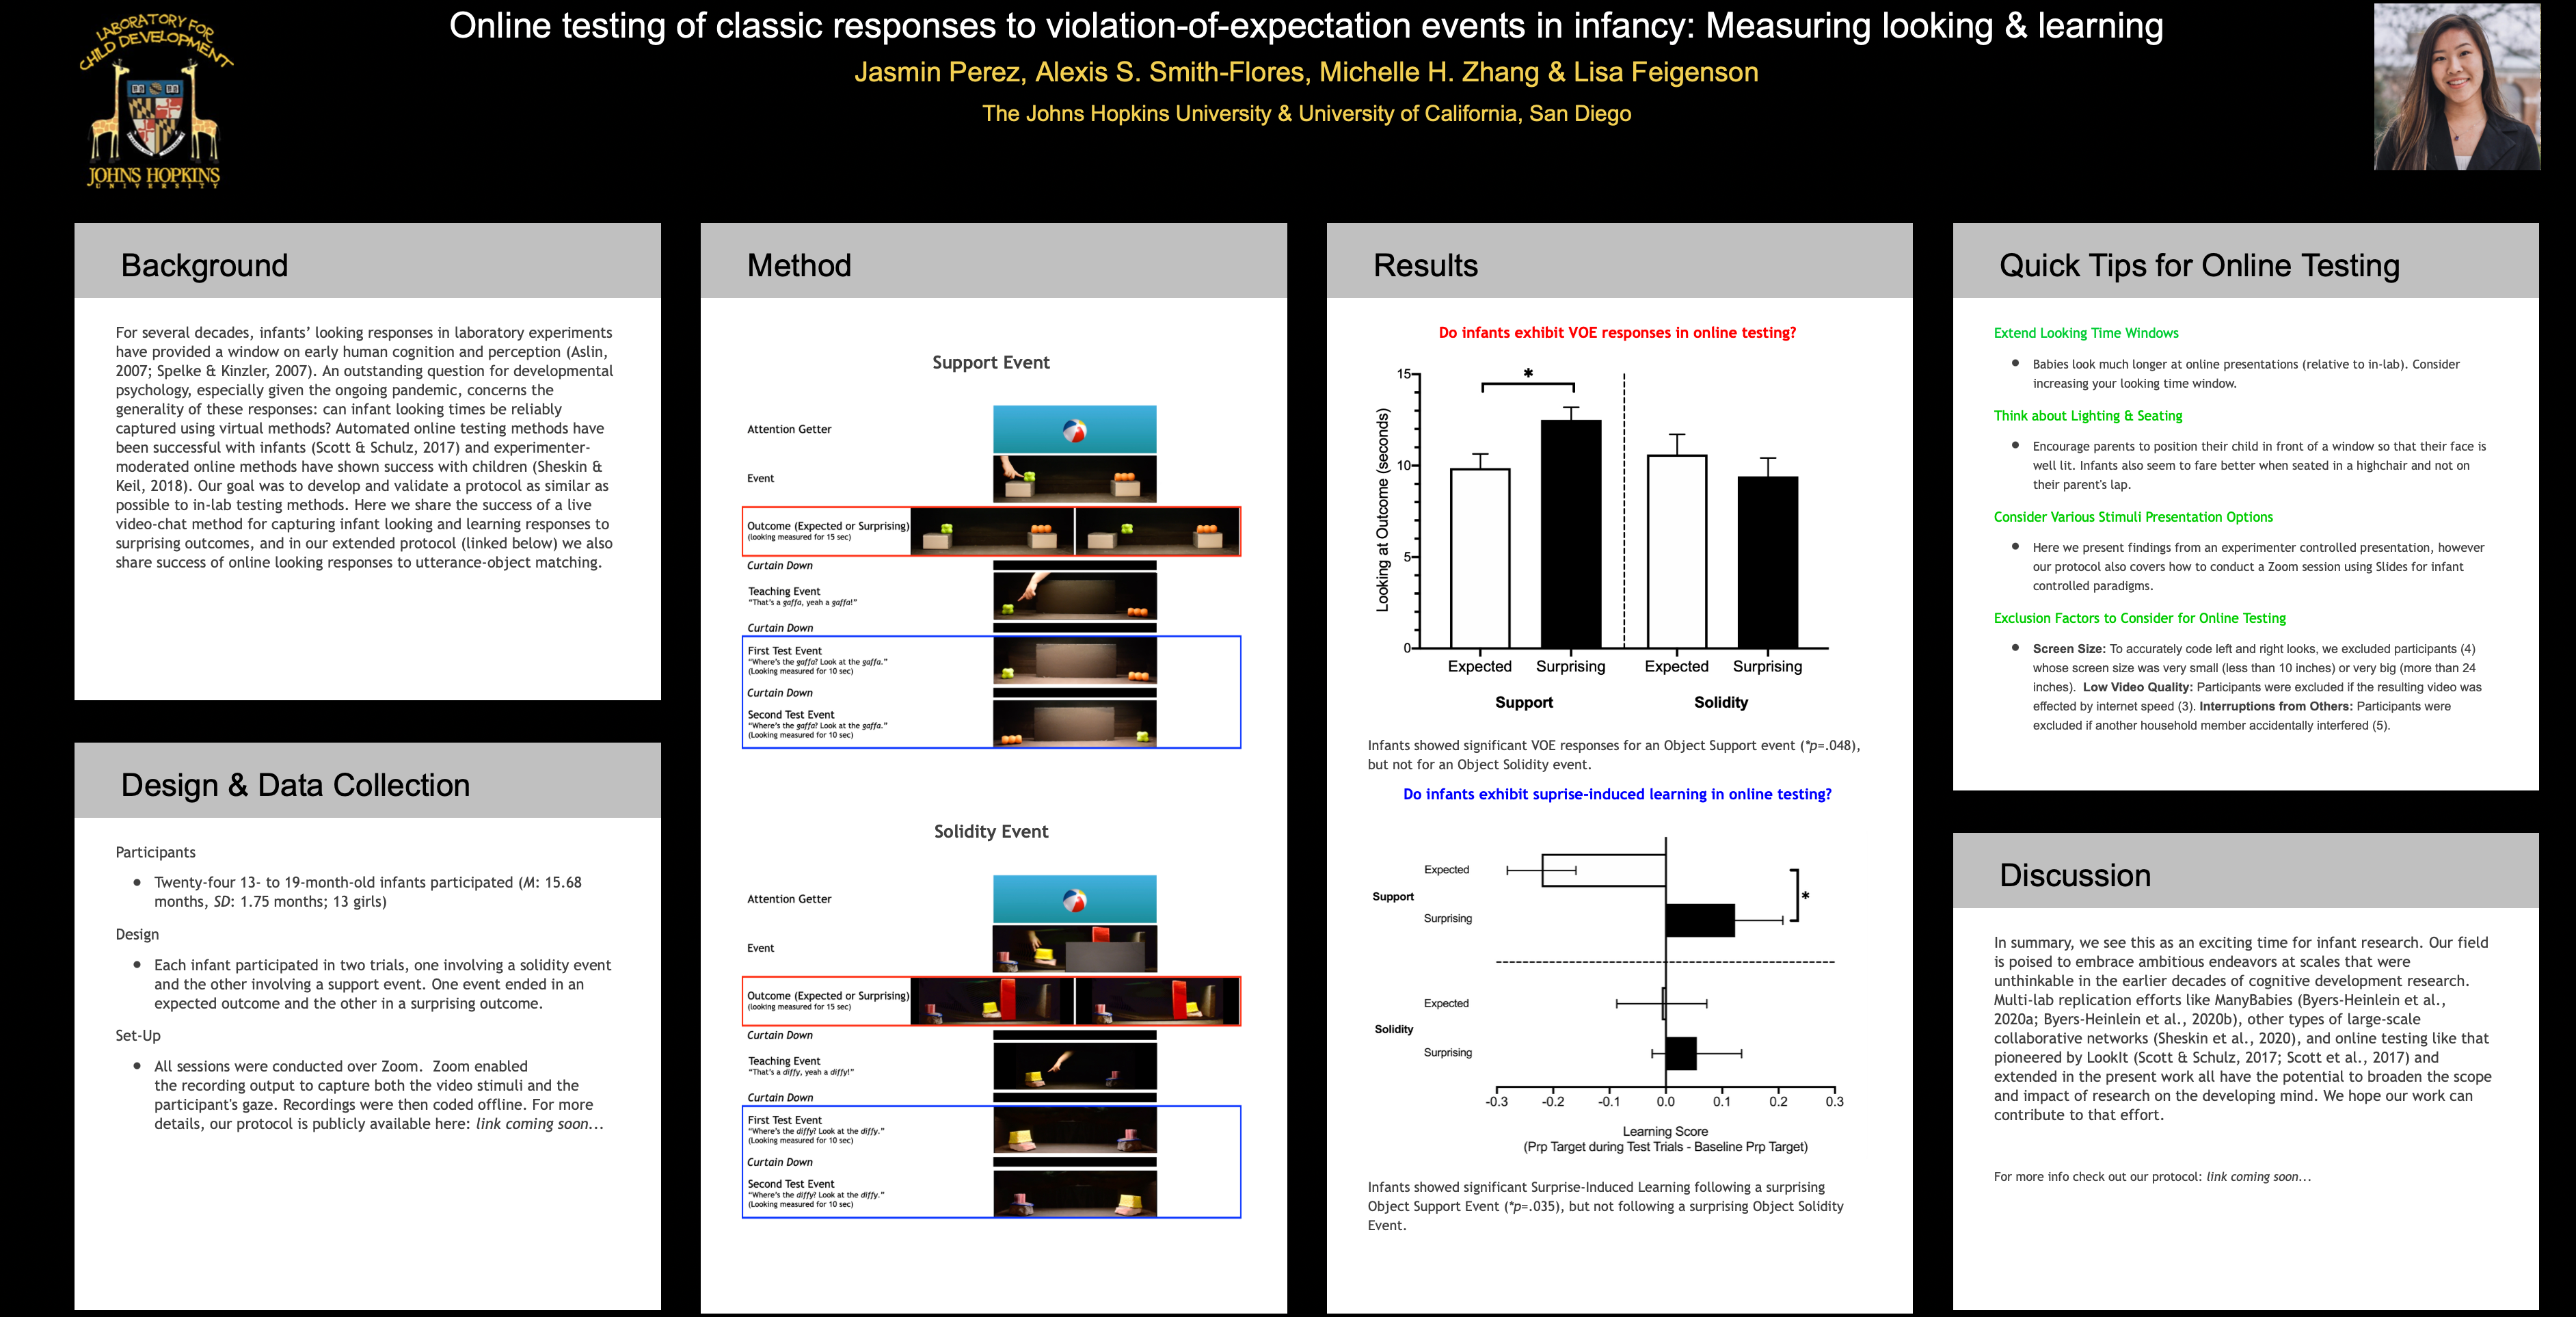 LABORATORY FOR
CHILD DEVELOPMENT
JOHNS HOPKINS
UNIVERSITY
Online testing of classic responses to violation-of-expectation events in infancy: Measuring looking & learning
Jasmin Perez, Alexis S. Smith-Flores, Michelle H. Zhang & Lisa Feigenson
The Johns Hopkins University & University of California, San Diego
Background
For several decades, infants’ looking responses in laboratory experiments
have provided a window on early human cognition and perception (Aslin,
2007; Spelke & Kinzler, 2007). An outstanding question for developmental
psychology, especially given the ongoing pandemic, concerns the
generality of these responses: can infant looking times be reliably
captured using virtual methods? Automated online testing methods have
been successful with infants (Scott & Schulz, 2017) and experimenter-
moderated online methods have shown success with children (Sheskin &
Keil, 2018). Our goal was to develop and validate a protocol as similar as
possible to in-lab testing methods. Here we share the success of a live
video-chat method for capturing infant looking and learning responses to
surprising outcomes, and in our extended protocol (linked below) we also
share success of online looking responses to utterance-object matching.
Design & Data Collection
Participants
● Twenty-four 13- to 19-month-old infants participated (M: 15.68
months, SD: 1.75 months; 13 girls)
Design
● Each infant participated in two trials, one involving a solidity event
and the other involving a support event. One event ended in an
expected outcome and the other in a surprising outcome.
Set-Up
● All sessions were conducted over Zoom.  Zoom enabled
the recording output to capture both the video stimuli and the
participant's gaze. Recordings were then coded offline. For more
details, our protocol is publicly available here: link coming soon...
Method
Support Event
Attention Getter
Event
Outcome (Expected or Surprising)
(looking measured for 15 sec)
Curtain Down
Teaching Event
“That’s a gaffa, yeah a gaffa!”
Curtain Down
First Test Event
“Where’s the gaffa? Look at the gaffa.”
(Looking measured for 10 sec)
Curtain Down
Second Test Event
“Where’s the gaffa? Look at the gaffa.”
(Looking measured for 10 sec)
Solidity Event
Attention Getter
Event
Outcome (Expected or Surprising)
(looking measured for 15 sec)
Curtain Down
Teaching Event
“That’s a diffy, yeah a diffy!”
Curtain Down
First Test Event
“Where’s the diffy? Look at the diffy.”
(Looking measured for 10 sec)
Curtain Down
Second Test Event
“Where’s the diffy? Look at the diffy.”
(Looking measured for 10 sec)
Results
Do infants exhibit VOE responses in online testing?
Looking at Outcome (seconds)
15
10
5
0
*
Expected Surprising Expected Surprising
Support Solidity
Infants showed significant VOE responses for an Object Support event (*p=.048),
but not for an Object Solidity event.
Do infants exhibit suprise-induced learning in online testing?
Expected
Support
Surprising
*
Expected
Solidity
Surprising
-0.3 -0.2 -0.1 0.0 0.1 0.2 0.3
Learning Score
(Prp Target during Test Trials - Baseline Prp Target)
Infants showed significant Surprise-Induced Learning following a surprising
Object Support Event (*p=.035), but not following a surprising Object Solidity
Event.
Quick Tips for Online Testing
Extend Looking Time Windows
● Babies look much longer at online presentations (relative to in-lab). Consider
increasing your looking time window.
Think about Lighting & Seating
● Encourage parents to position their child in front of a window so that their face is
well lit. Infants also seem to fare better when seated in a highchair and not on
their parent's lap.
Consider Various Stimuli Presentation Options
● Here we present findings from an experimenter controlled presentation, however
our protocol also covers how to conduct a Zoom session using Slides for infant
controlled paradigms.
Exclusion Factors to Consider for Online Testing
● Screen Size: To accurately code left and right looks, we excluded participants (4)
whose screen size was very small (less than 10 inches) or very big (more than 24
inches).  Low Video Quality: Participants were excluded if the resulting video was
effected by internet speed (3). Interruptions from Others: Participants were
excluded if another household member accidentally interfered (5).
Discussion
In summary, we see this as an exciting time for infant research. Our field
is poised to embrace ambitious endeavors at scales that were
unthinkable in the earlier decades of cognitive development research.
Multi-lab replication efforts like ManyBabies (Byers-Heinlein et al.,
2020a; Byers-Heinlein et al., 2020b), other types of large-scale
collaborative networks (Sheskin et al., 2020), and online testing like that
pioneered by LookIt (Scott & Schulz, 2017; Scott et al., 2017) and
extended in the present work all have the potential to broaden the scope
and impact of research on the developing mind. We hope our work can
contribute to that effort.
For more info check out our protocol: link coming soon...